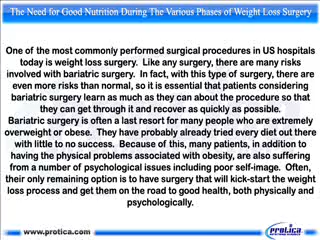 The Need for Good Nutrition During The Various Phases of Weight Loss Surgery
One of the most commonly performed surgical procedures in US hospitals
today is weight loss surgery.  Like any surgery, there are many risks
involved with bariatric surgery.  In fact, with this type of surgery, there are
even more risks than normal, so it is essential that patients considering
bariatric surgery learn as much as they can about the procedure so that
they can get through it and recover as quickly as possible.
Bariatric surgery is often a last resort for many people who are extremely
overweight or obese.  They have probably already tried every diet out there
with little to no success.  Because of this, many patients, in addition to
having the physical problems associated with obesity, are also suffering
from a number of psychological issues including poor self-image.  Often,
their only remaining option is to have surgery that will kick-start the weight
loss process and get them on the road to good health, both physically and
psychologically.
www.protica.com
protica